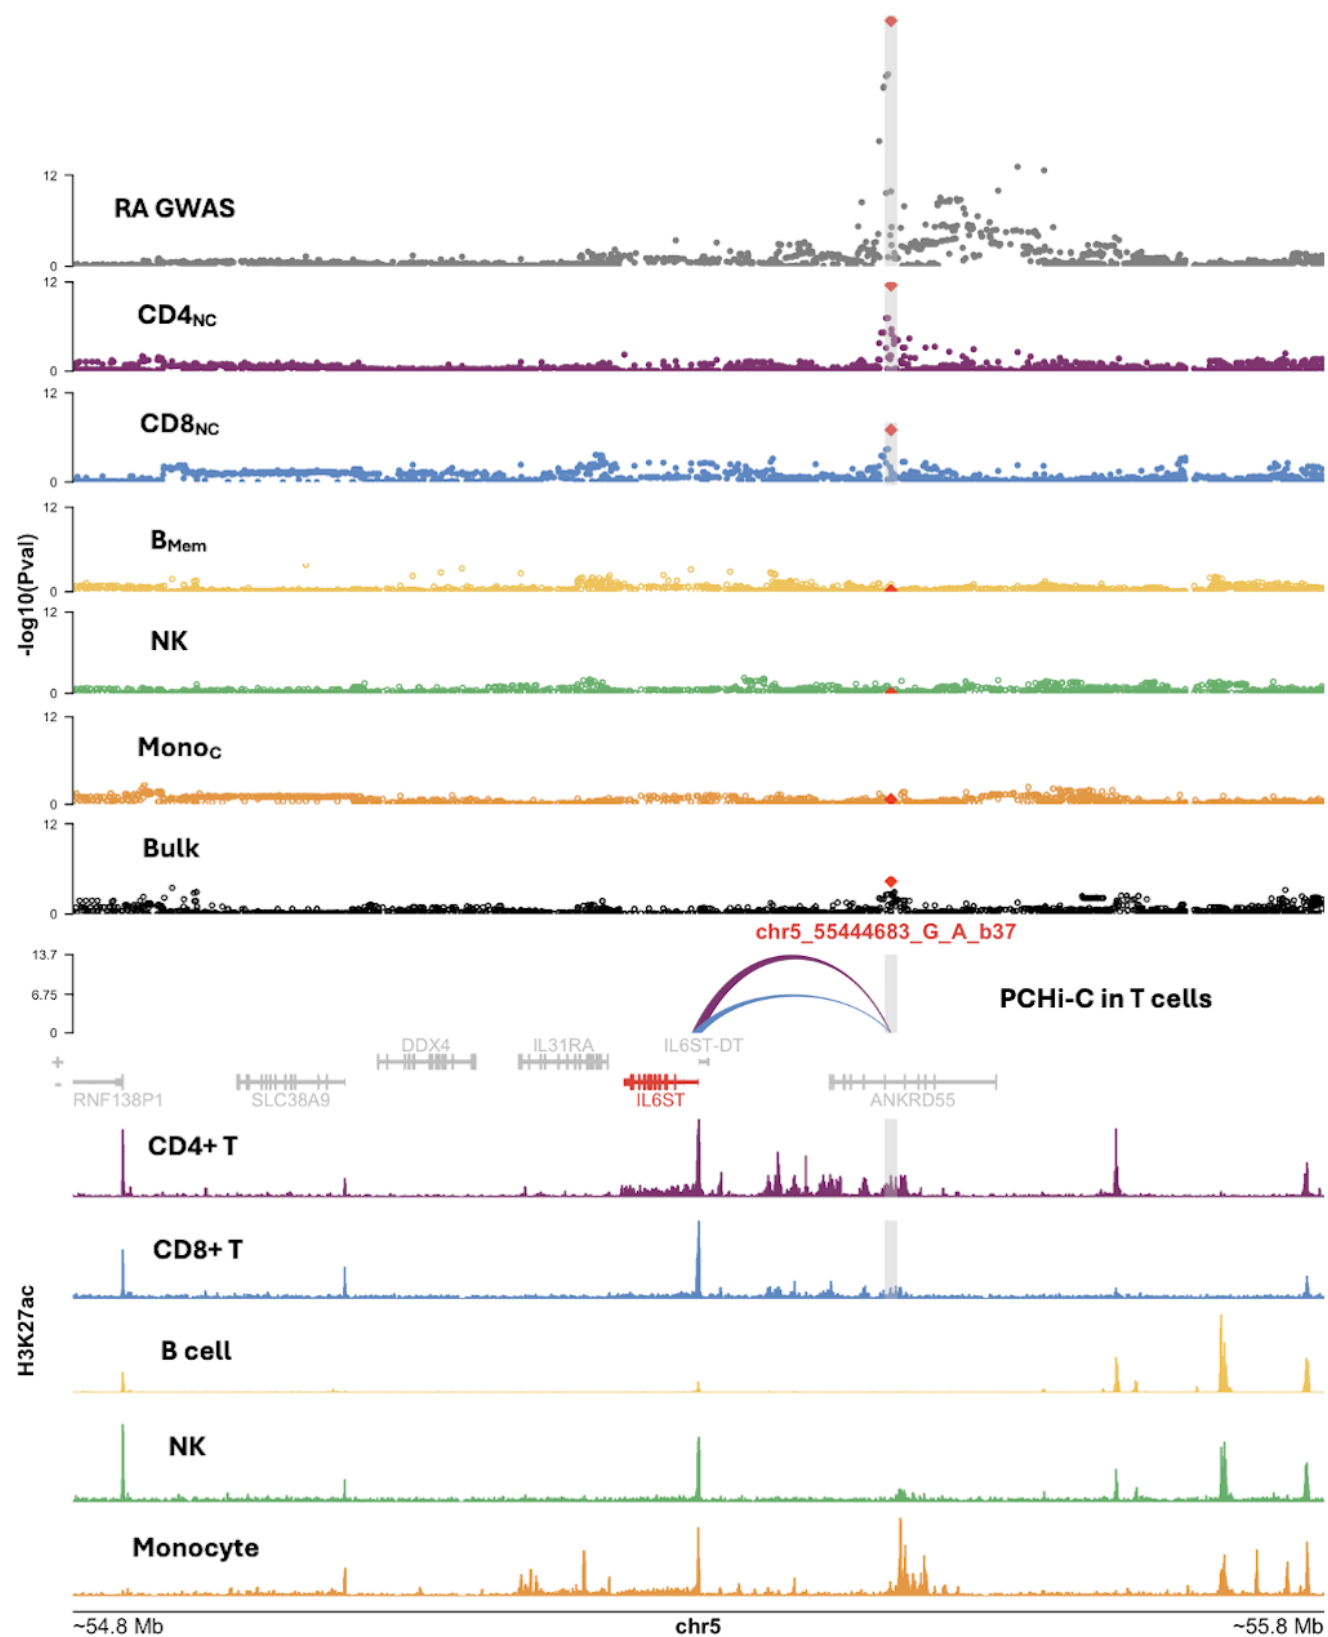 12
RA GWAS
0
12
CD4NC
0
12
CD8NC
0
12
BMem
0
-log10(Pval)
12
NK
0
12
MonoC
0
12
Bulk
0
chr5_55444683_G_A_b37
13.7
6.75
0
PCHi-C in T cells
DDX4 IL31RA IL6ST-DT
+
-
RNF138P1 SLC38A9 IL6ST ANKRD55
CD4+ T
CD8+ T
H3K27ac
B cell
NK
Monocyte
~54.8 Mb chr5 ~55.8 Mb